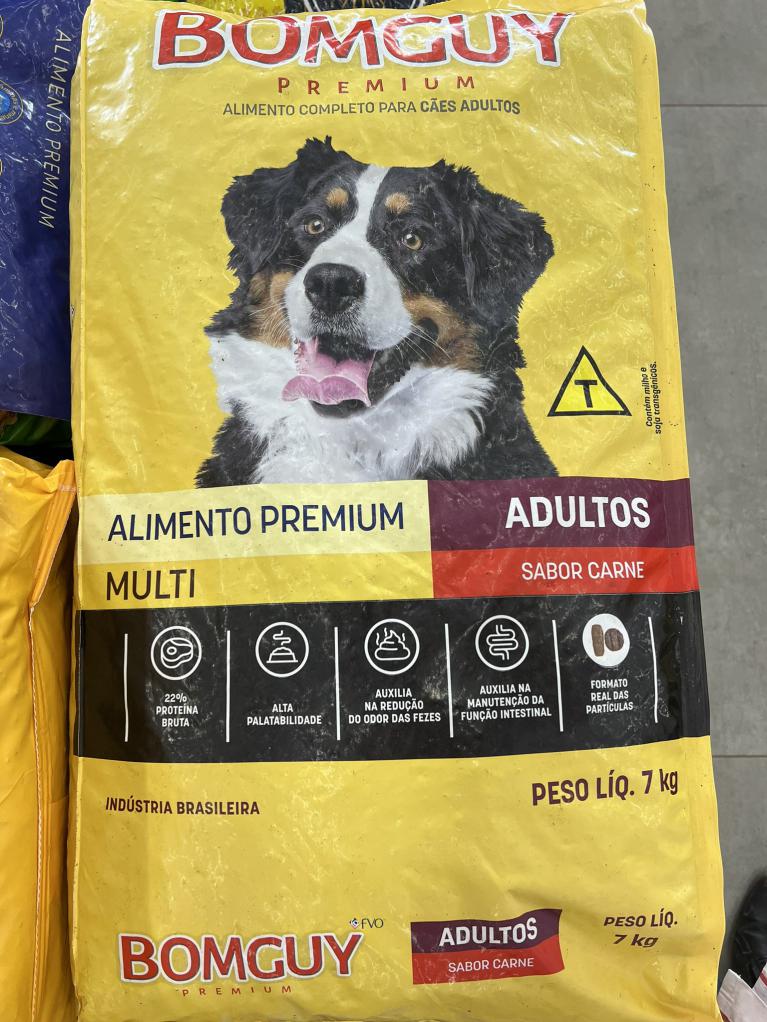 BOMGUY
PREMIUM
ALIMENTO COMPLETO PARA CÃES ADULTOS
ALIMENTO PREMIUM
T
Contém milho e
soja transgênicos.
ALIMENTO PREMIUM
ADULTOS
MULTI
SABOR CARNE
22%
PROTEÍNA
BRUTA
ALTA
PALATABILIDADE
AUXILIA
NA REDUÇÃO
DO ODOR DAS FEZES
AUXILIA NA
MANUTENÇÃO DA
FUNÇÃO INTESTINAL
FORMATO
REAL DAS
PARTÍCULAS
INDÚSTRIA BRASILEIRA
PESO LÍQ. 7 kg
FVO
BOMGUY
PREMIUM
ADULTOS
SABOR CARNE
PESO LÍQ.
7 kg